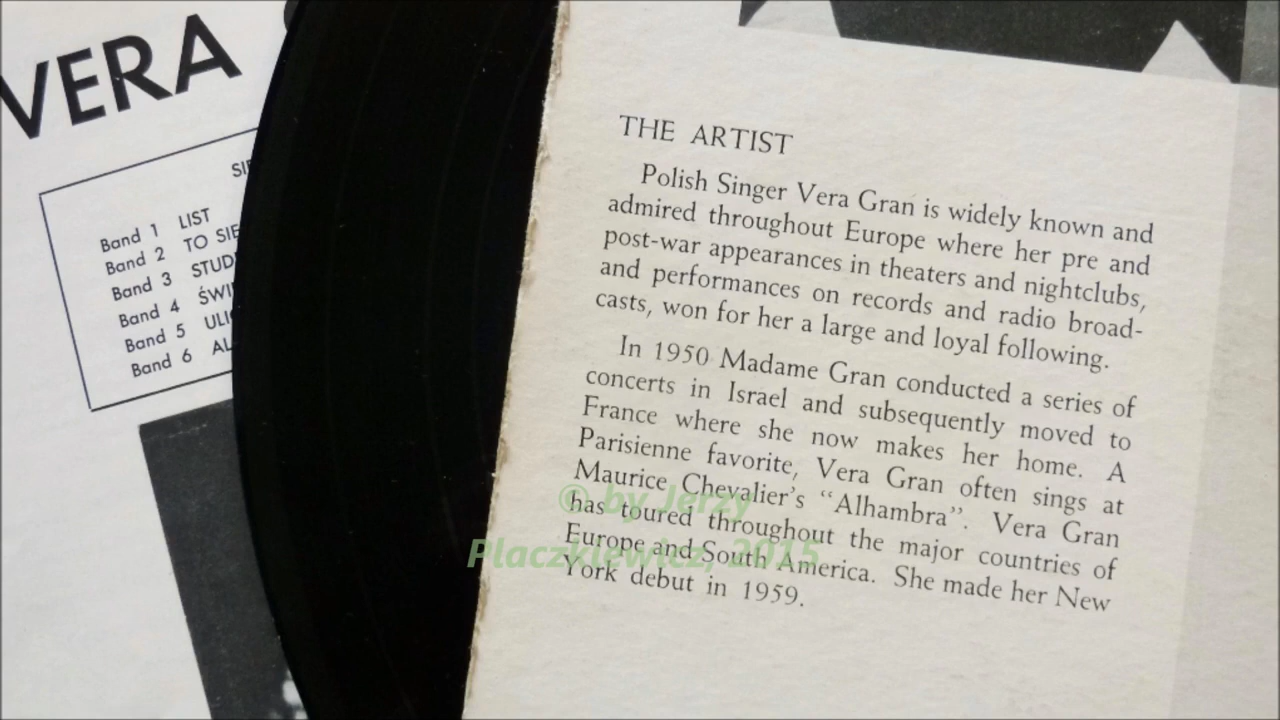 VERA
Band 1 LIST
Band 2 TO
Band 3
Band 4
Band 5
Band 6
THE ARTIST
Polish Singer Vera Gran is widely known and
admired throughout Europe where her pre and
post-war appearances in theaters and nightclubs,
and performances on records and radio broad-
casts, won for her a large and loyal following.
In 1950 Madame Gran conducted a series of
concerts in Israel and subsequently moved to
France where she now makes her home. A
Parisienne favorite, Vera Gran often sings at
Maurice Chevalier's “Alhambra”. Vera Gran
has toured throughout the major countries of
Europe and South America. She made her New
York debut in 1959.
© by Jerzy
Placzkiewicz, 2015